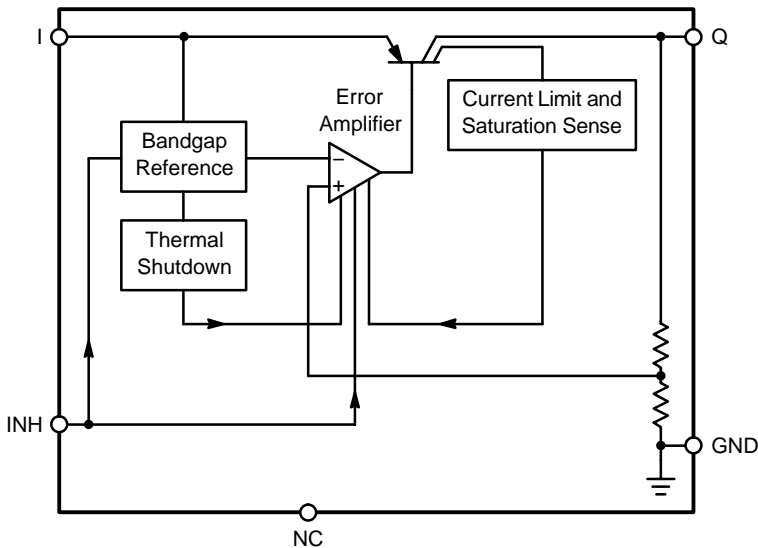 I
Q
Error
Amplifier
Current Limit and
Saturation Sense
Bandgap
Reference
−
+
Thermal
Shutdown
INH
GND
NC